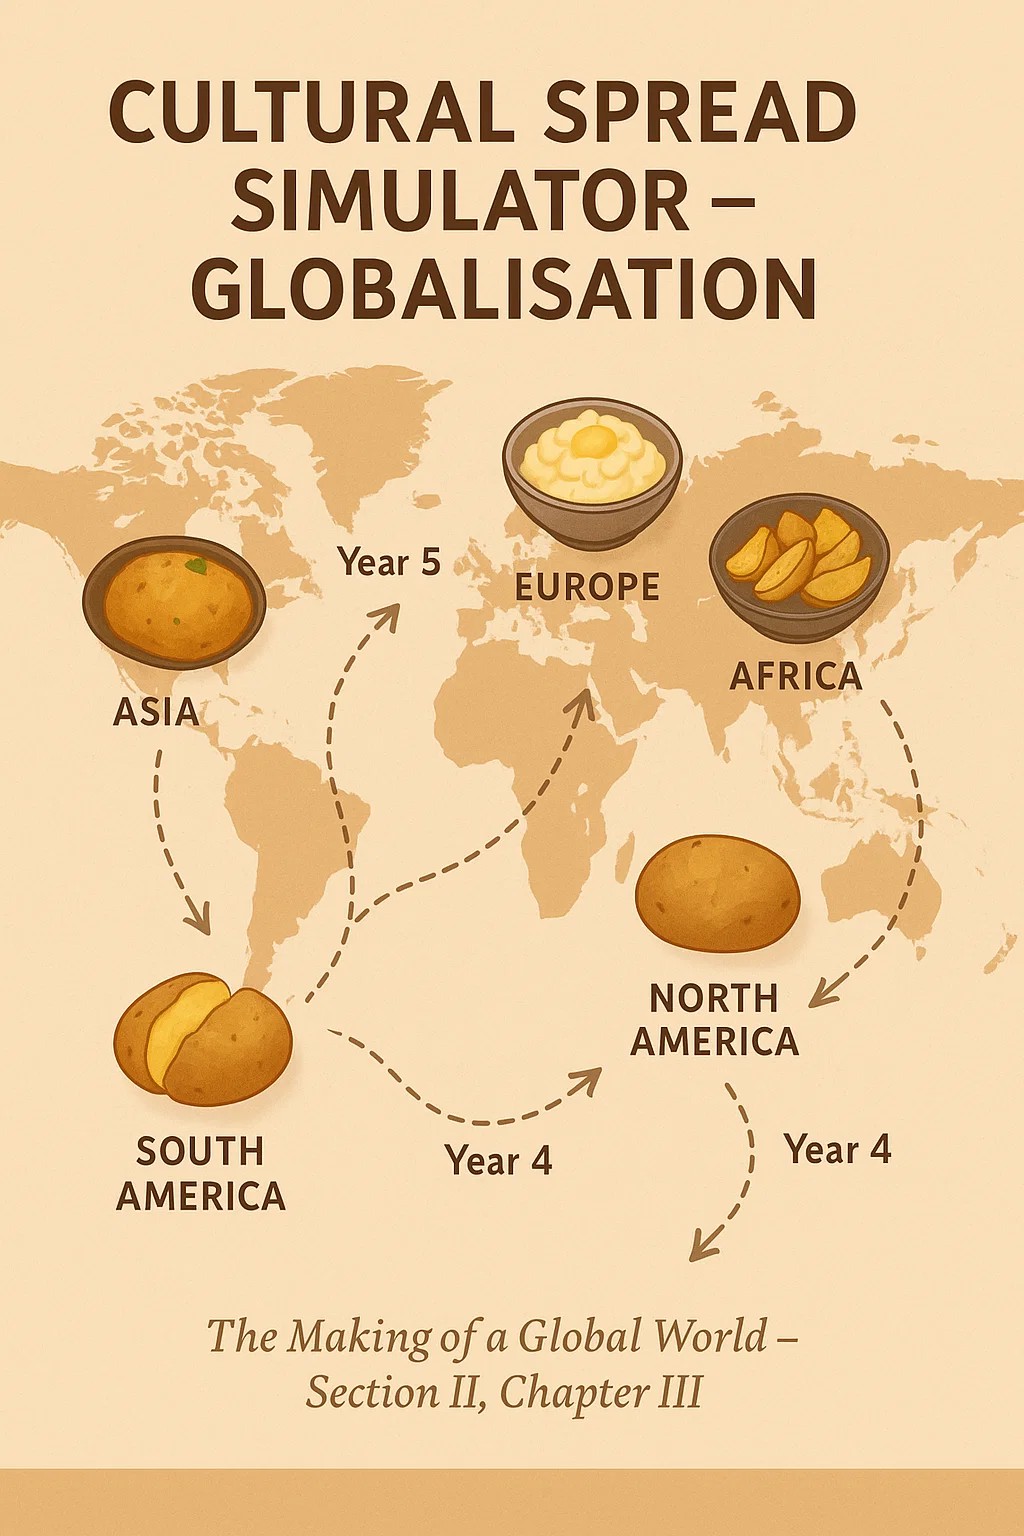 CULTURAL SPREAD
SIMULATOR –
GLOBALISATION
Year 5
EUROPE
AFRICA
ASIA
NORTH
AMERICA
SOUTH
AMERICA
Year 4
Year 4
The Making of a Global World –
Section II, Chapter III